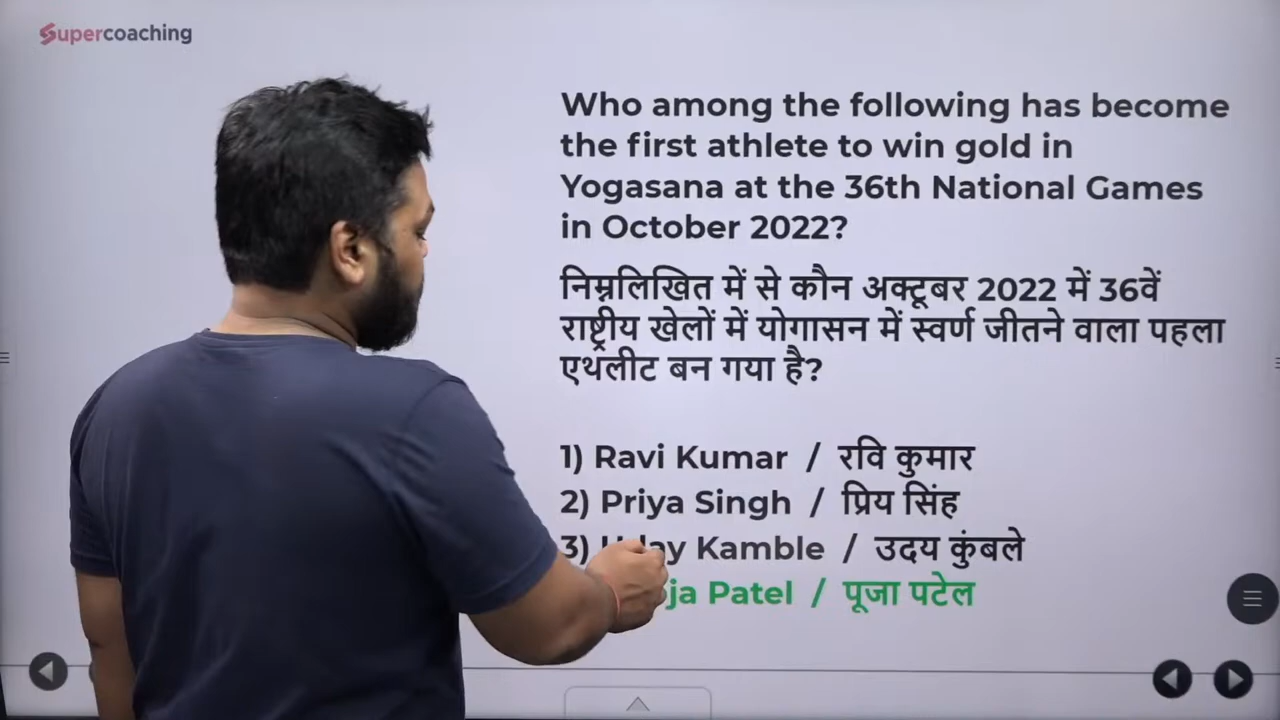 Supercoaching
Who among the following has become
the first athlete to win gold in
Yogasana at the 36th National Games
in October 2022?
निम्नलिखित में से कौन अक्टूबर 2022 में 36वें
राष्ट्रीय खेलों में योगासन में स्वर्ण जीतने वाला पहला
एथलीट बन गया है?
1) Ravi Kumar / रवि कुमार
2) Priya Singh / प्रिय सिंह
3) Uday Kamble / उदय कुंबले
Patel / पूजा पटेल